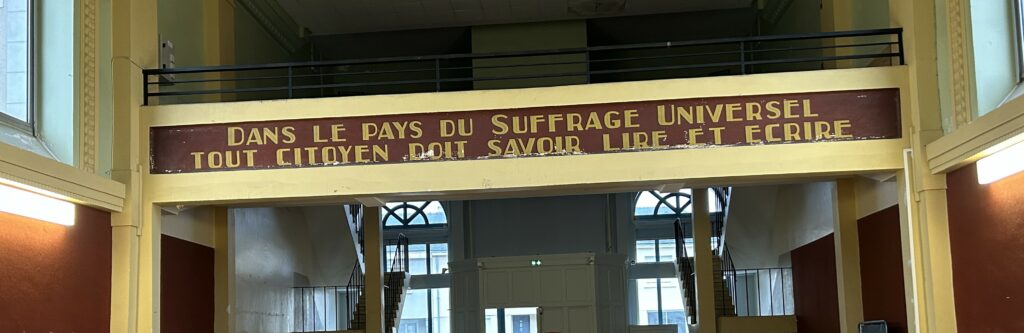 DANS LE PAYS DU SUFFRAGE UNIVERSEL
TOUT CITOYEN DOIT SAVOIR LIRE ET ECRIRE